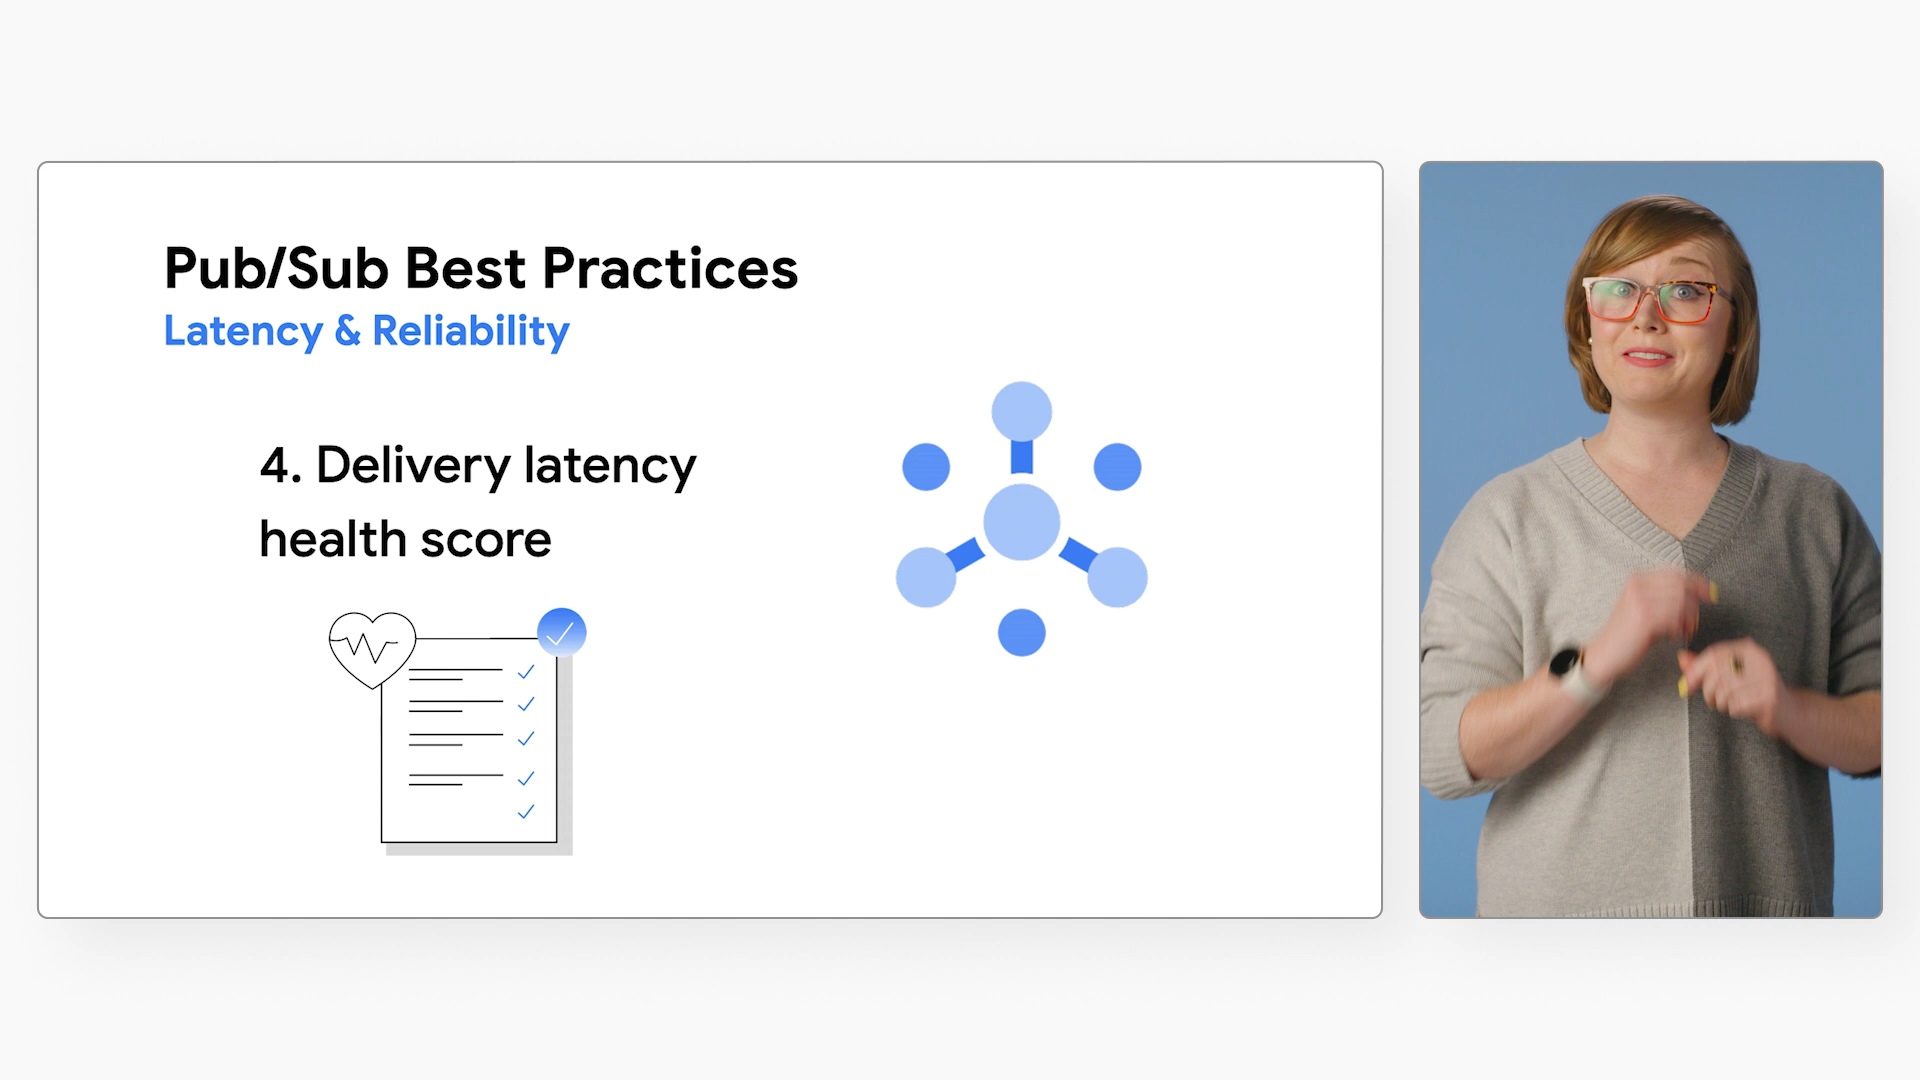 Pub/Sub Best Practices
Latency & Reliability
4. Delivery latency
health score